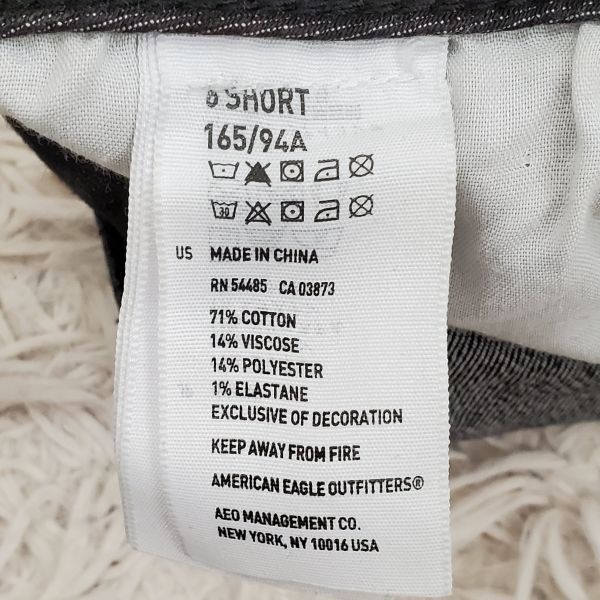 6 SHORT
165/94A
30
US MADE IN CHINA
RN 54485 CA 03873
71% COTTON
14% VISCOSE
14% POLYESTER
1% ELASTANE
EXCLUSIVE OF DECORATION
KEEP AWAY FROM FIRE
AMERICAN EAGLE OUTFITTERS®
AEO MANAGEMENT CO.
NEW YORK, NY 10016 USA